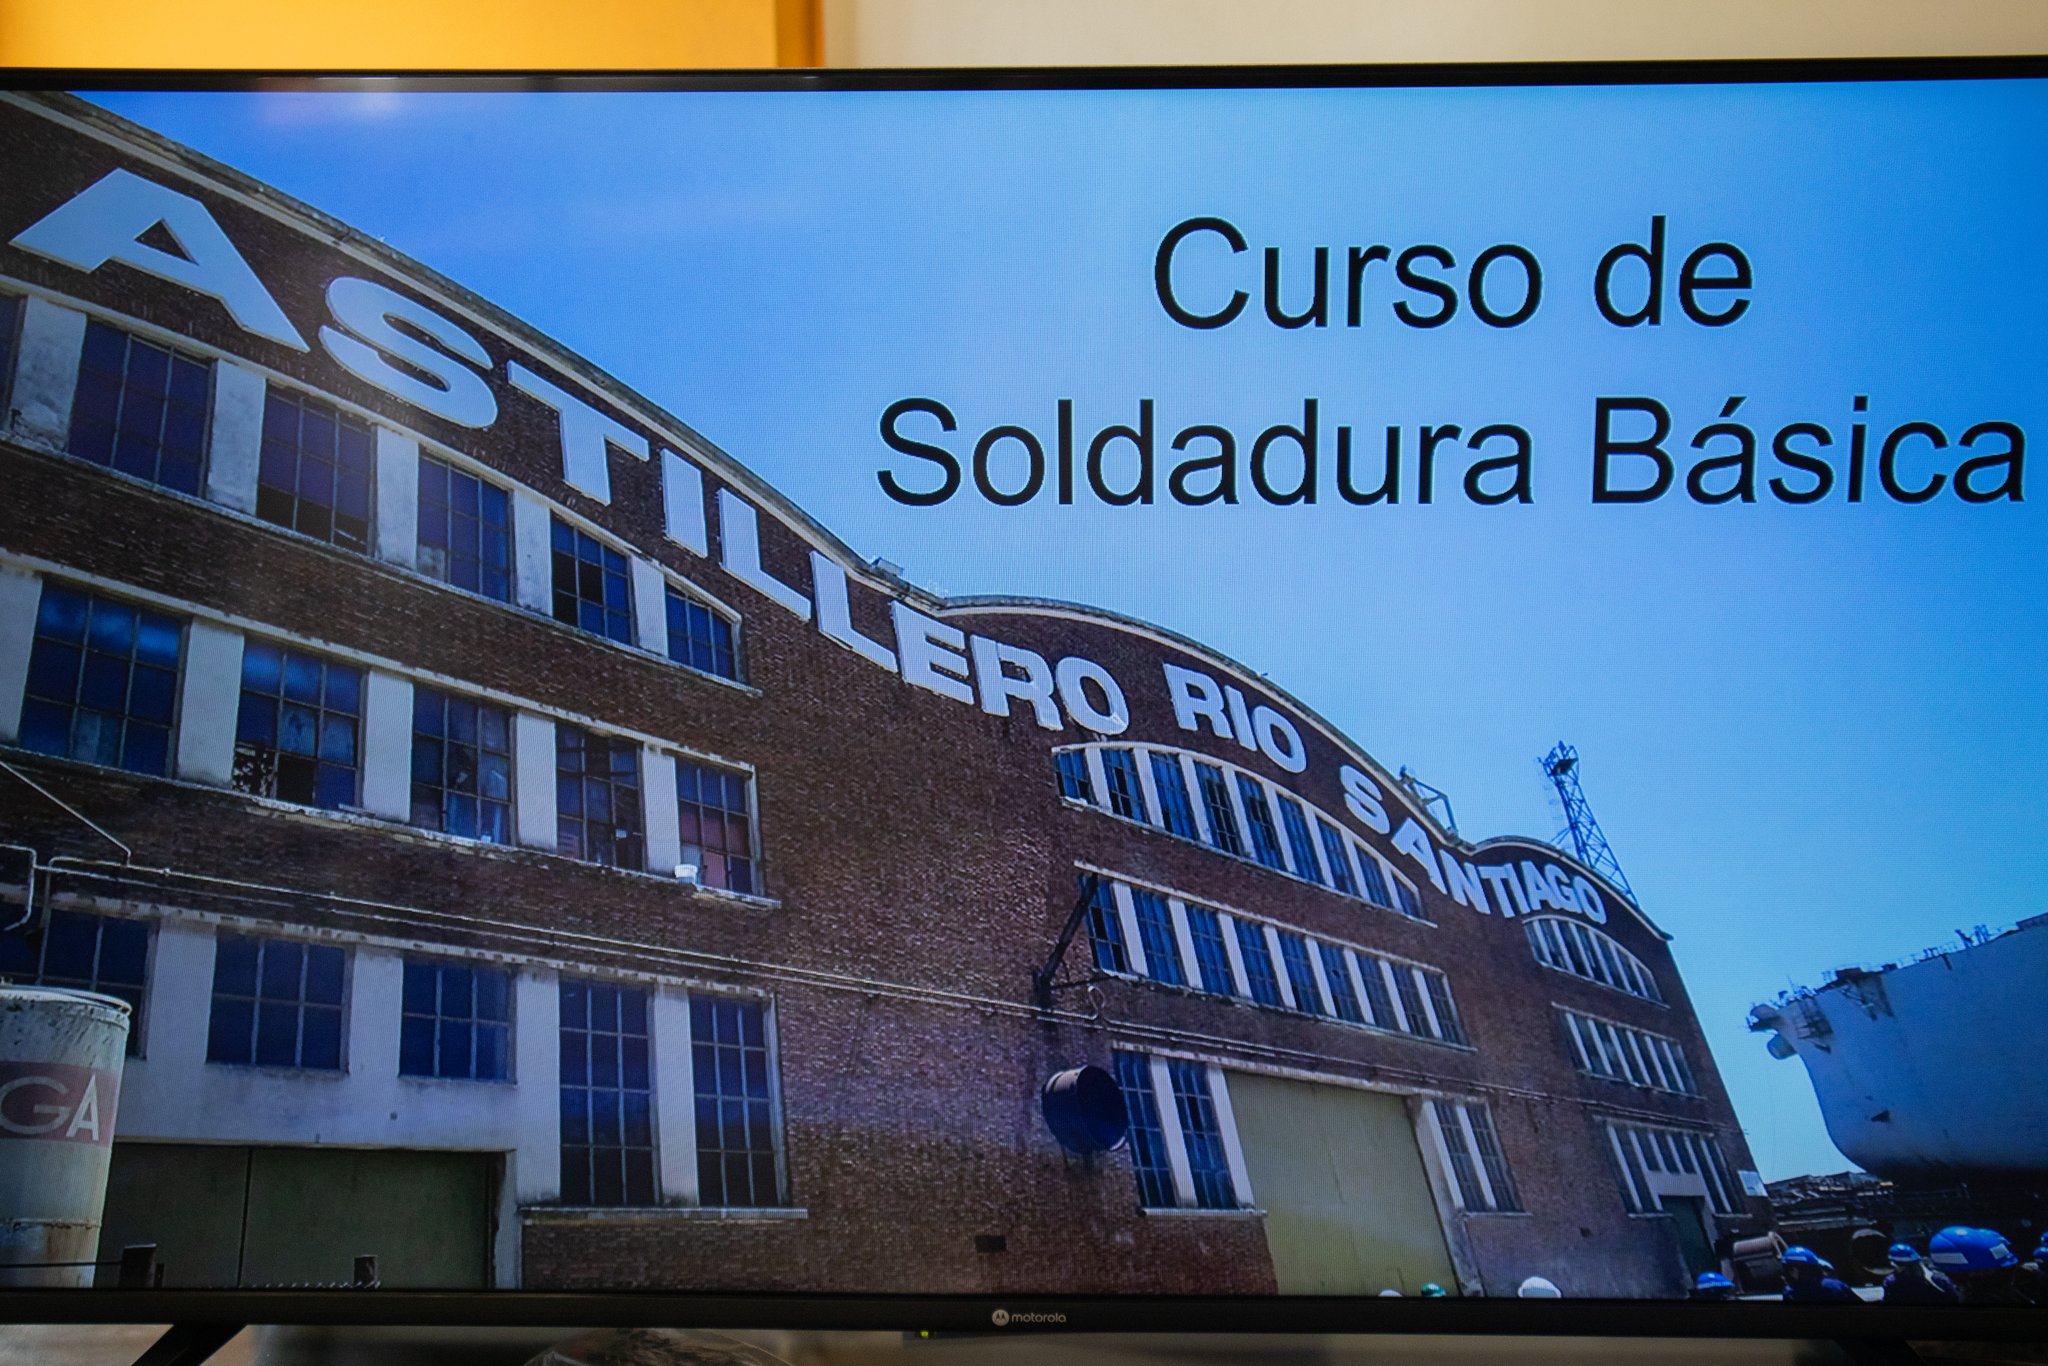 Curso de
Soldadura Básica
ASTILLERO RIO SANTIAGO
GA
motorola